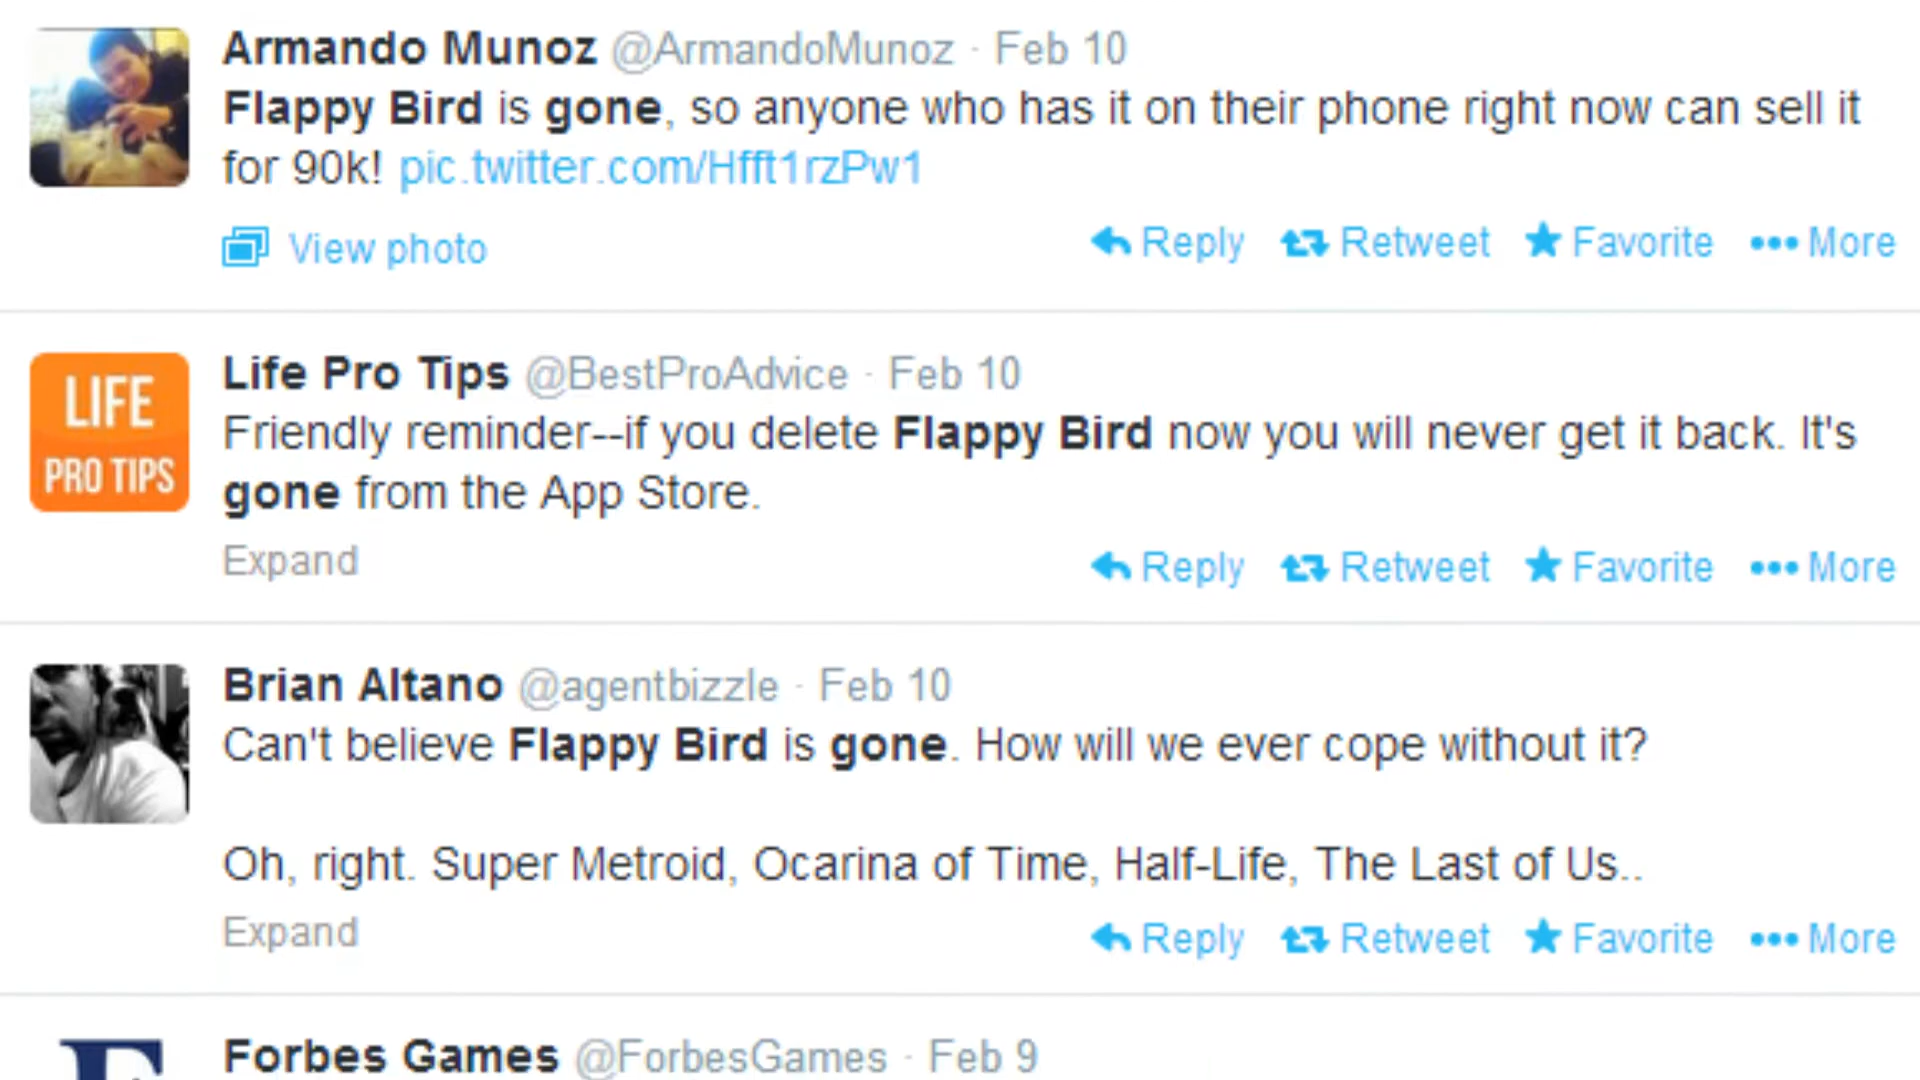 Armando Munoz @ArmandoMunoz · Feb 10
Flappy Bird is gone, so anyone who has it on their phone right now can sell it
for 90k! pic.twitter.com/Hfft1rzPw1
View photo Reply Retweet Favorite More
LIFE
PRO TIPS
Life Pro Tips @BestProAdvice · Feb 10
Friendly reminder--if you delete Flappy Bird now you will never get it back. It's
gone from the App Store.
Expand Reply Retweet Favorite More
Brian Altano @agentbizzle · Feb 10
Can't believe Flappy Bird is gone. How will we ever cope without it?
Oh, right. Super Metroid, Ocarina of Time, Half-Life, The Last of Us..
Expand Reply Retweet Favorite More
F
Forbes Games @ForbesGames · Feb 9